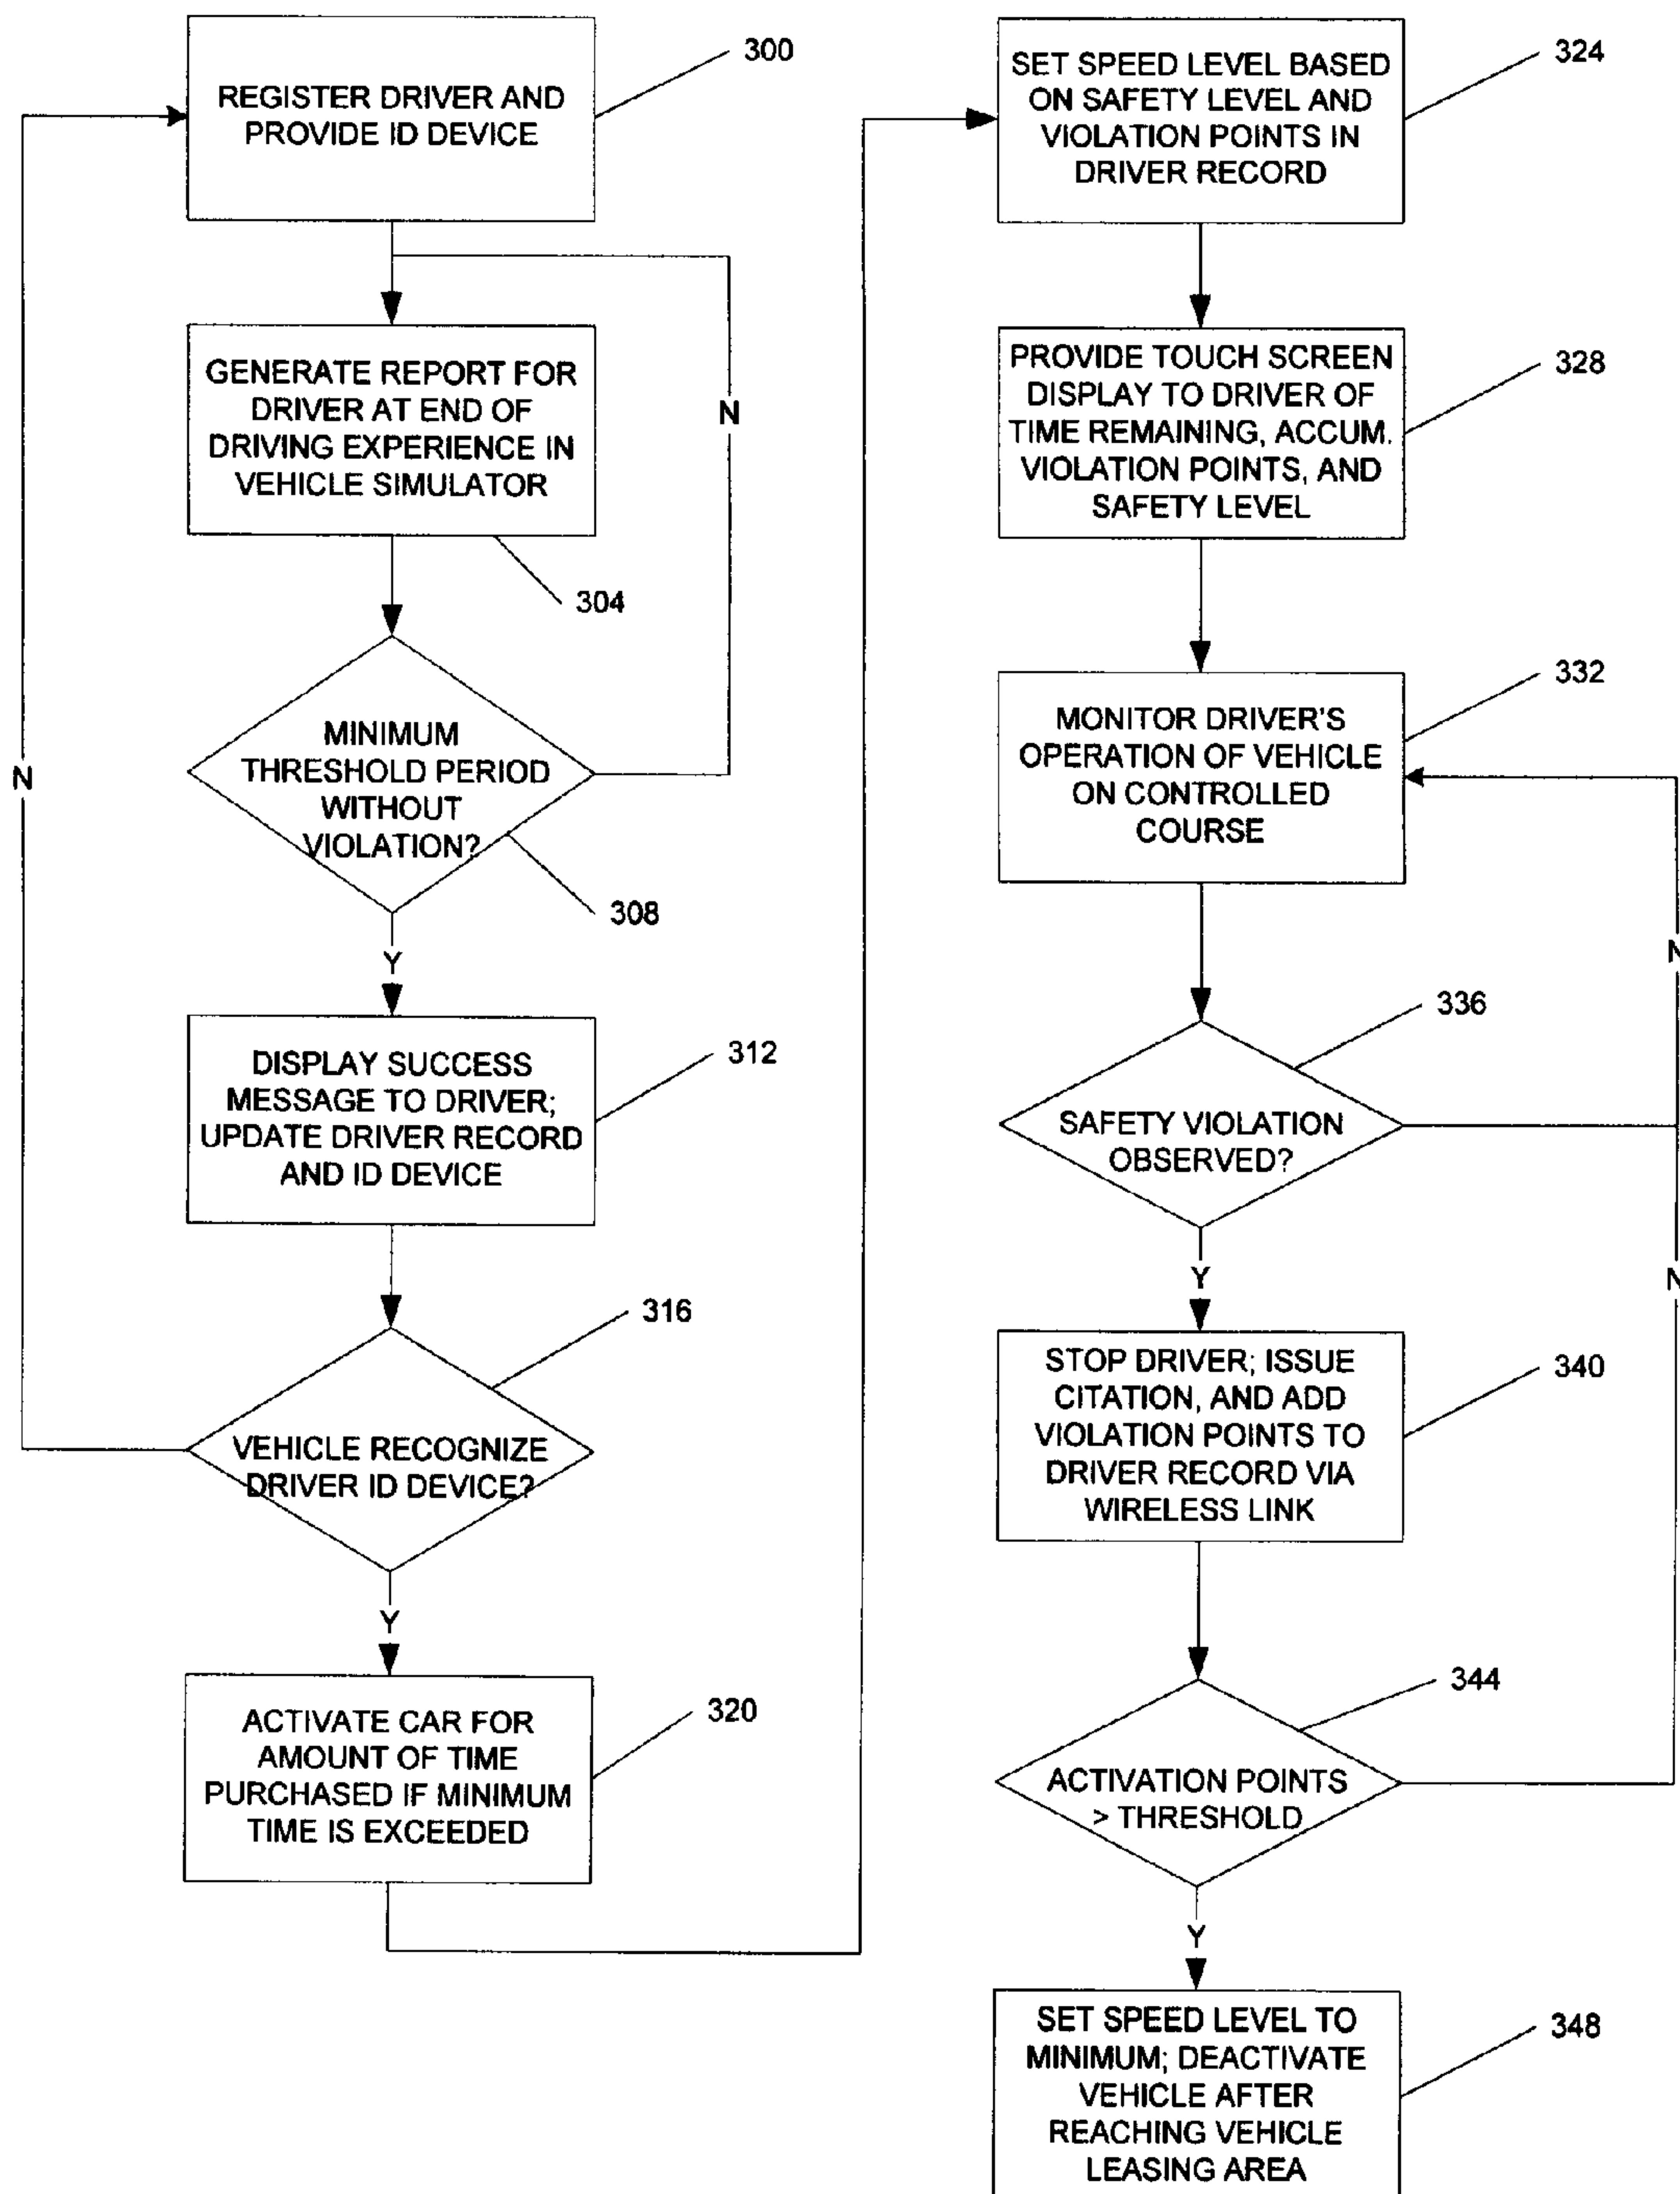 REGISTER DRIVER AND
PROVIDE ID DEVICE
300
GENERATE REPORT FOR
DRIVER AT END OF
DRIVING EXPERIENCE IN
VEHICLE SIMULATOR
304
N
MINIMUM
THRESHOLD PERIOD
WITHOUT
VIOLATION?
308
N
Y
DISPLAY SUCCESS
MESSAGE TO DRIVER;
UPDATE DRIVER RECORD
AND ID DEVICE
312
VEHICLE RECOGNIZE
DRIVER ID DEVICE?
316
Y
ACTIVATE CAR FOR
AMOUNT OF TIME
PURCHASED IF MINIMUM
TIME IS EXCEEDED
320
SET SPEED LEVEL BASED
ON SAFETY LEVEL AND
VIOLATION POINTS IN
DRIVER RECORD
324
PROVIDE TOUCH SCREEN
DISPLAY TO DRIVER OF
TIME REMAINING, ACCUM.
VIOLATION POINTS, AND
SAFETY LEVEL
328
MONITOR DRIVER'S
OPERATION OF VEHICLE
ON CONTROLLED
COURSE
332
N
SAFETY VIOLATION
OBSERVED?
336
Y
N
STOP DRIVER; ISSUE
CITATION, AND ADD
VIOLATION POINTS TO
DRIVER RECORD VIA
WIRELESS LINK
340
ACTIVATION POINTS
> THRESHOLD
344
Y
SET SPEED LEVEL TO
MINIMUM; DEACTIVATE
VEHICLE AFTER
REACHING VEHICLE
LEASING AREA
348